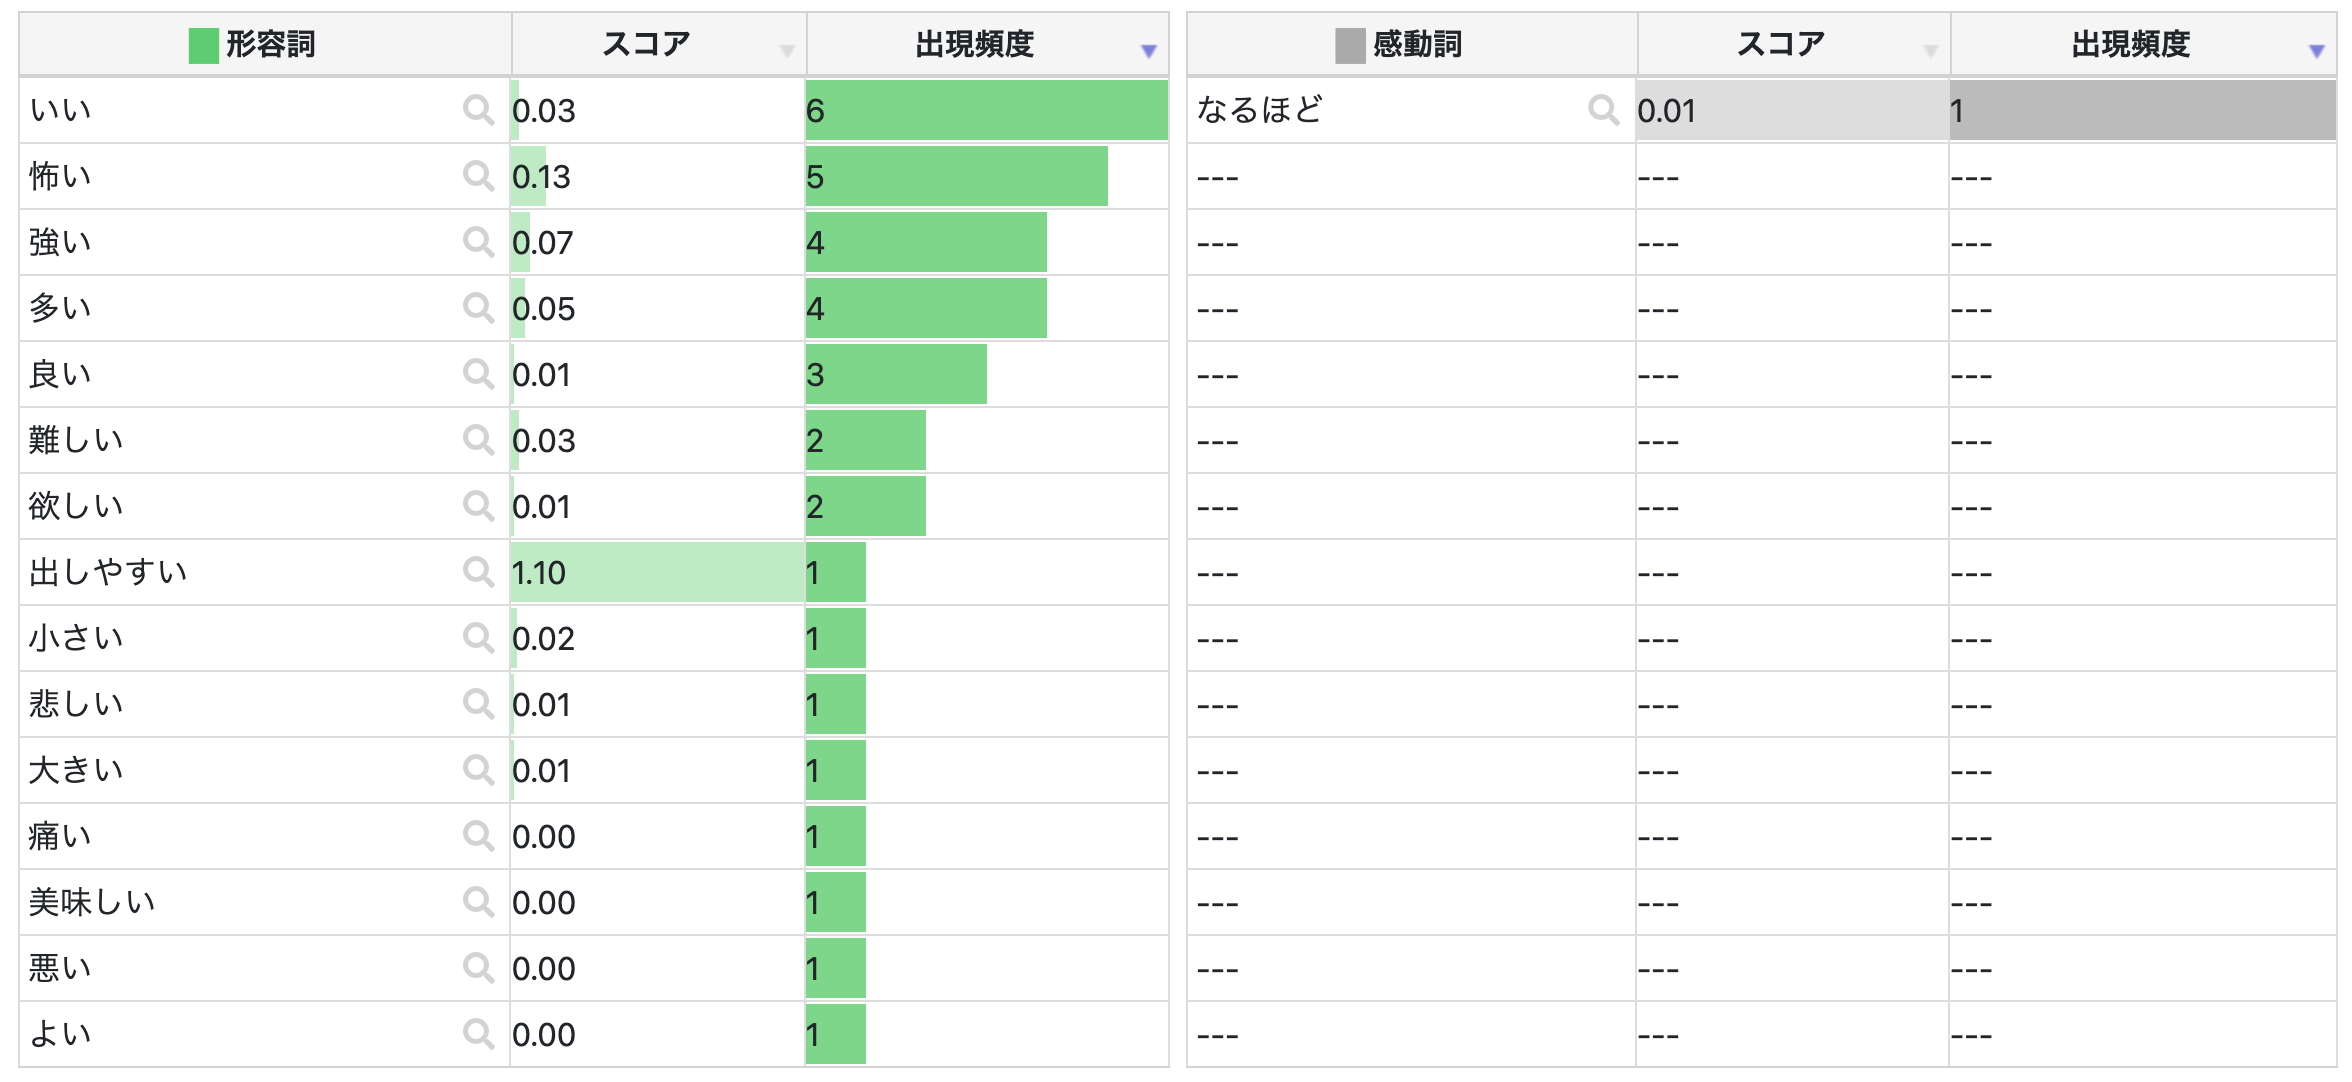 形容詞 スコア 出現頻度 感動詞 スコア 出現頻度
いい 0.03 6 なるほど 0.01 1
怖い 0.13 5 --- --- ---
強い 0.07 4 --- --- ---
多い 0.05 4 --- --- ---
良い 0.01 3 --- --- ---
難しい 0.03 2 --- --- ---
欲しい 0.01 2 --- --- ---
出しやすい 1.10 1 --- --- ---
小さい 0.02 1 --- --- ---
悲しい 0.01 1 --- --- ---
大きい 0.01 1 --- --- ---
痛い 0.00 1 --- --- ---
美味しい 0.00 1 --- --- ---
悪い 0.00 1 --- --- ---
よい 0.00 1 --- --- ---